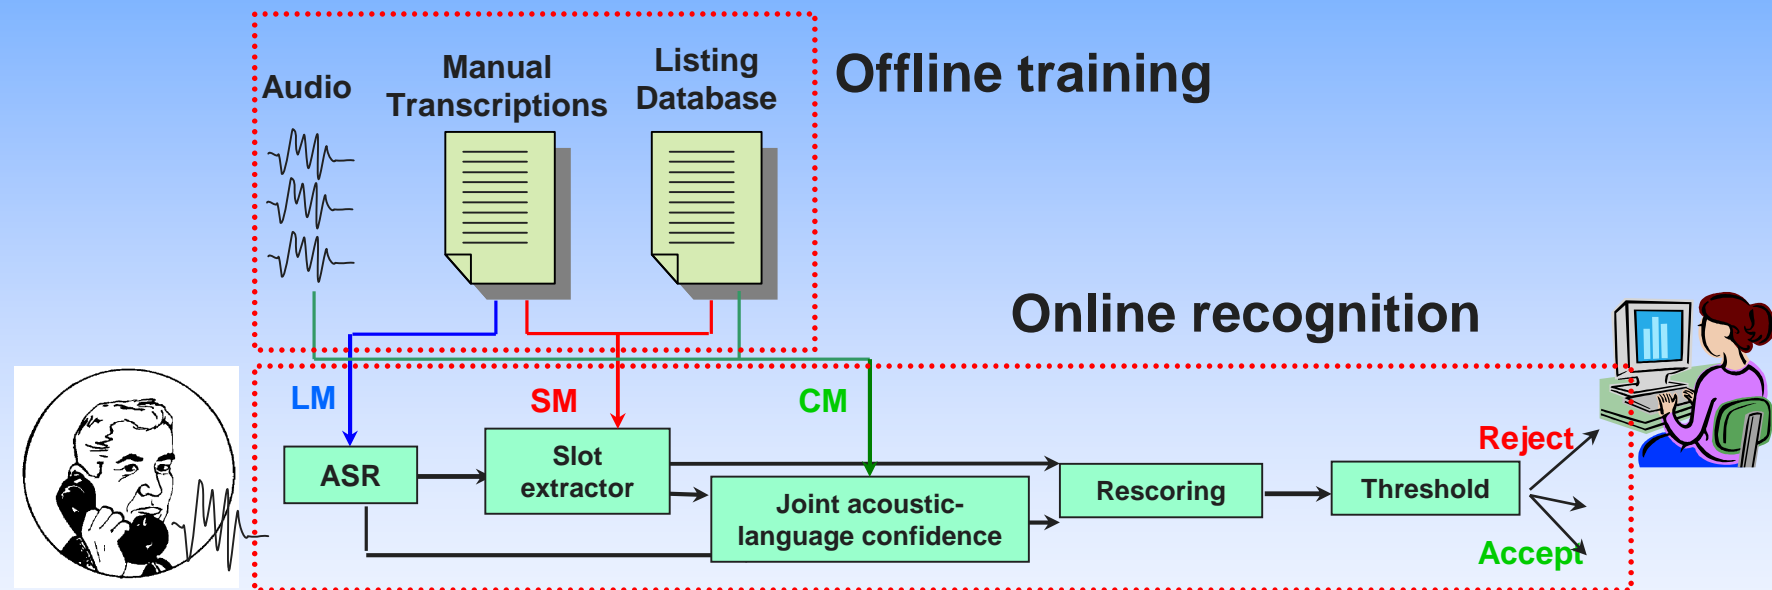 Offline training
Audio
Manual
Transcriptions
Listing
Database
Online recognition
LM
SM
CM
ASR
Slot
extractor
Joint acoustic-
language confidence
Rescoring
Threshold
Reject
Accept